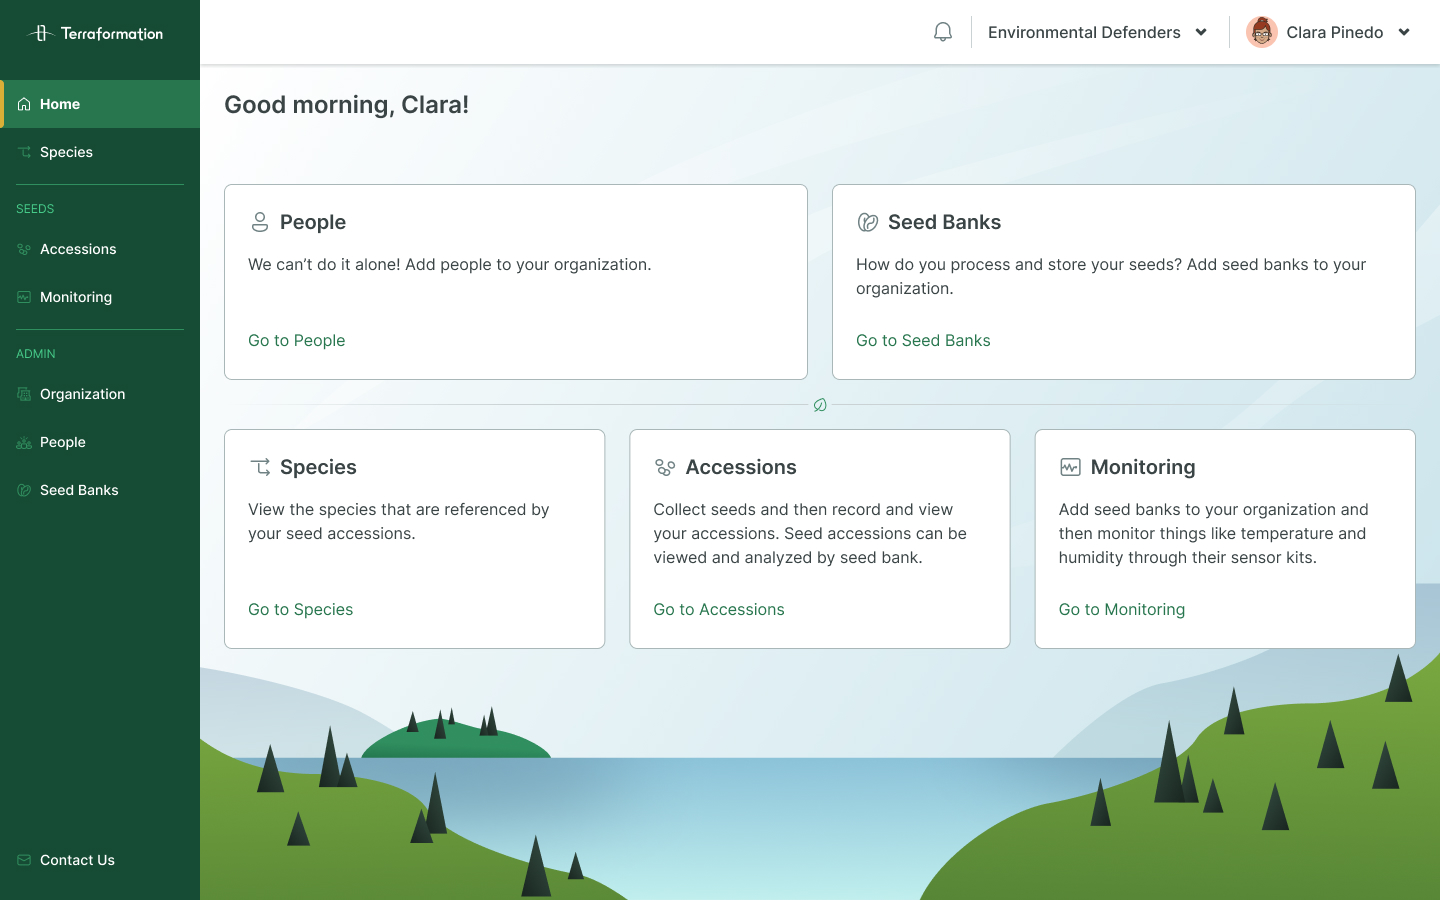 Terraformation
Home
Species
SEEDS
Accessions
Monitoring
ADMIN
Organization
People
Seed Banks
Contact Us
Environmental Defenders
Clara Pinedo
Good morning, Clara!
People
We can’t do it alone! Add people to your organization.
Go to People
Seed Banks
How do you process and store your seeds? Add seed banks to your
organization.
Go to Seed Banks
Species
View the species that are referenced by
your seed accessions.
Go to Species
Accessions
Collect seeds and then record and view
your accessions. Seed accessions can be
viewed and analyzed by seed bank.
Go to Accessions
Monitoring
Add seed banks to your organization and
then monitor things like temperature and
humidity through their sensor kits.
Go to Monitoring